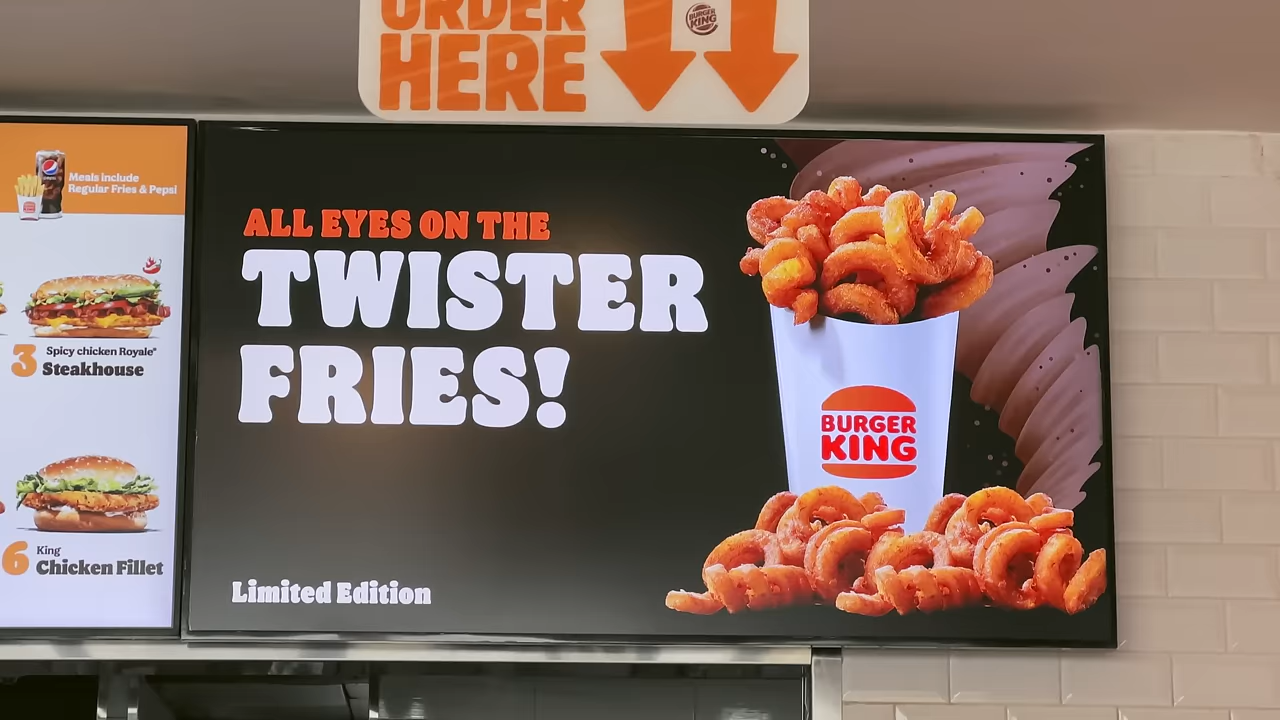 ORDER
HERE
BURGER
KING
Meals include
Regular Fries & Pepsi
3 Spicy chicken Royale*
Steakhouse
6 King
Chicken Fillet
ALL EYES ON THE
TWISTER
FRIES!
Limited Edition
BURGER
KING